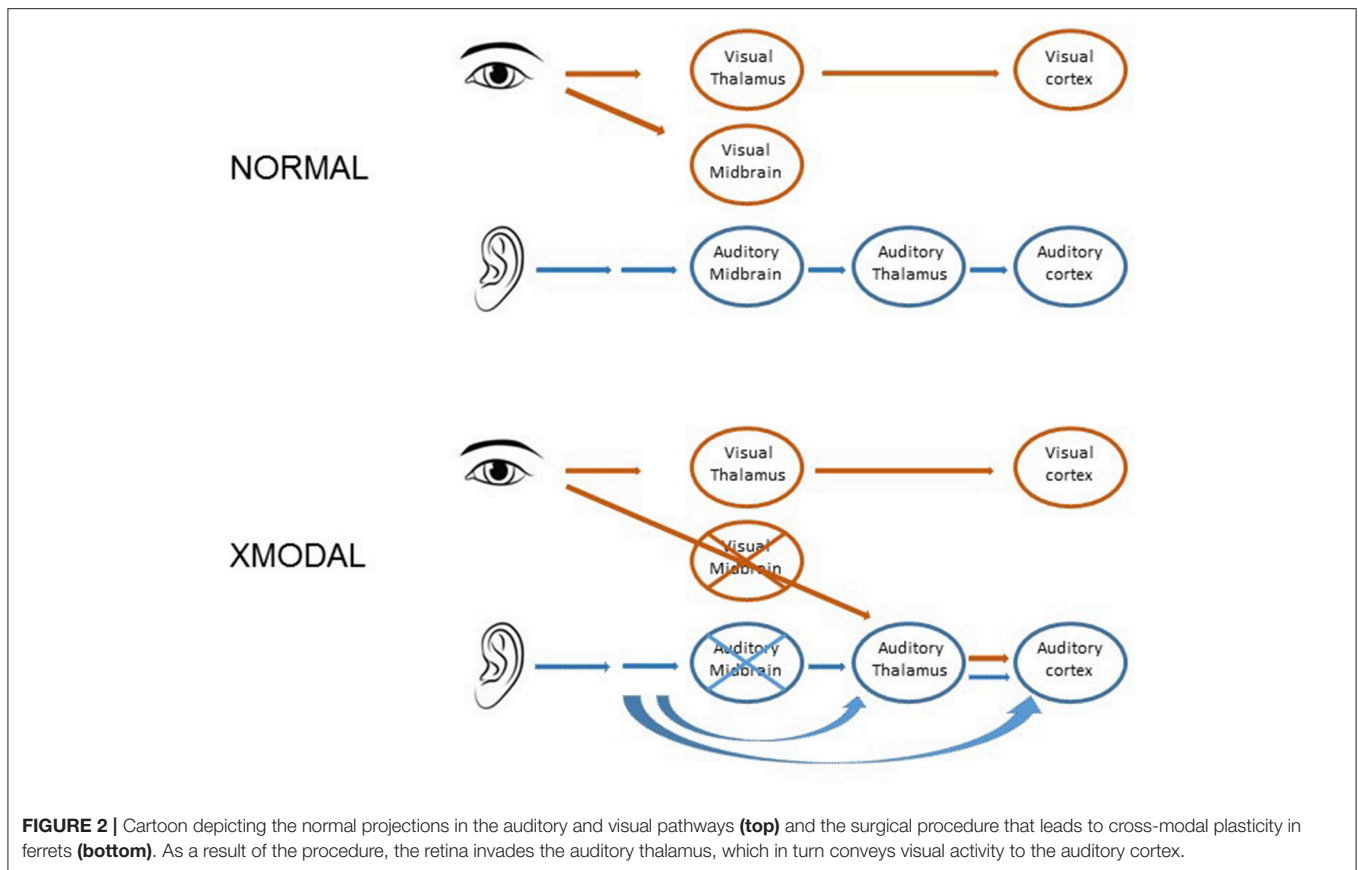 Visual
Thalamus
Visual
cortex
Visual
Midbrain
NORMAL
Auditory
Midbrain
Auditory
Thalamus
Auditory
cortex
Visual
Thalamus
Visual
cortex
Visual
Midbrain
XMODAL
Auditory
Midbrain
Auditory
Thalamus
Auditory
cortex
FIGURE 2 | Cartoon depicting the normal projections in the auditory and visual pathways (top) and the surgical procedure that leads to cross-modal plasticity in
ferrets (bottom). As a result of the procedure, the retina invades the auditory thalamus, which in turn conveys visual activity to the auditory cortex.